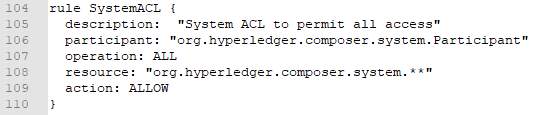 104 rule SystemACL {
105   description:  "System ACL to permit all access"
106   participant: "org.hyperledger.composer.system.Participant"
107   operation: ALL
108   resource: "org.hyperledger.composer.system.**"
109   action: ALLOW
110 }